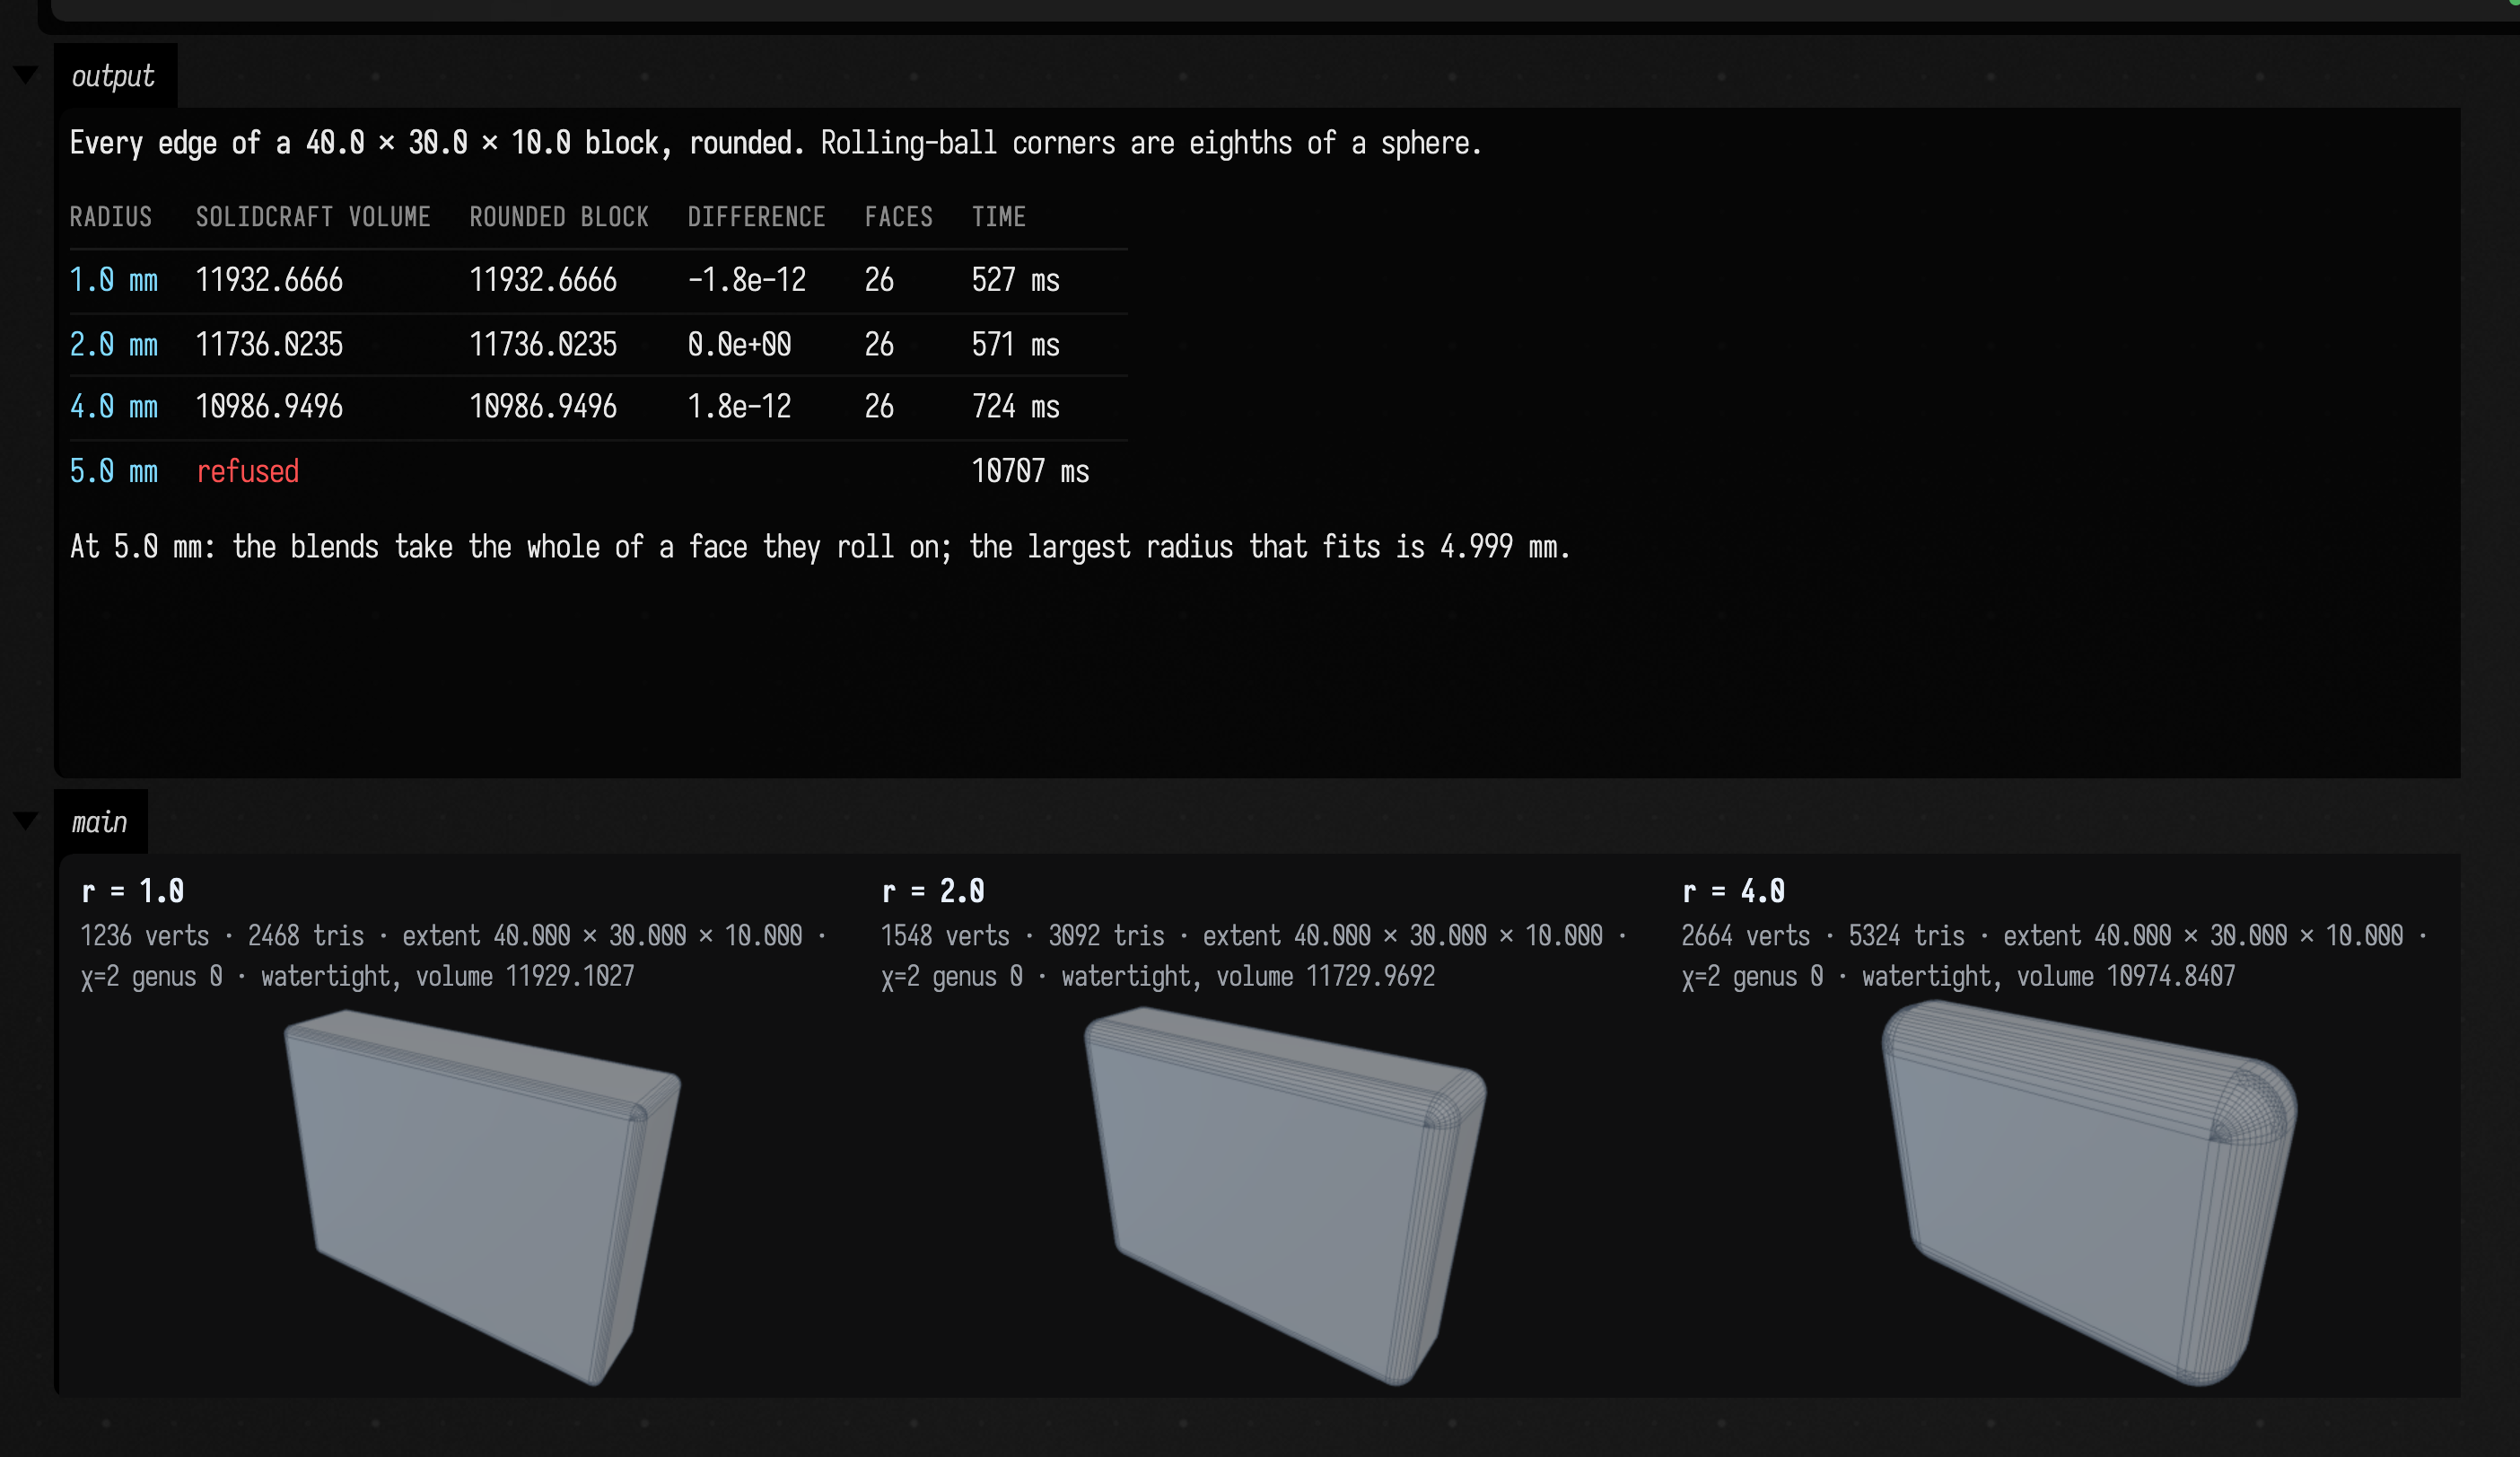 output
Every edge of a 40.0 × 30.0 × 10.0 block, rounded. Rolling-ball corners are eighths of a sphere.
RADIUS SOLIDCRAFT VOLUME ROUNDED BLOCK DIFFERENCE FACES TIME
1.0 mm 11932.6666 11932.6666 −1.8e−12 26 527 ms
2.0 mm 11736.0235 11736.0235 0.0e+00 26 571 ms
4.0 mm 10986.9496 10986.9496 1.8e−12 26 724 ms
5.0 mm refused 10707 ms
At 5.0 mm: the blends take the whole of a face they roll on; the largest radius that fits is 4.999 mm.
main
r = 1.0
1236 verts · 2468 tris · extent 40.000 × 30.000 × 10.000 ·
χ=2 genus 0 · watertight, volume 11929.1027
r = 2.0
1548 verts · 3092 tris · extent 40.000 × 30.000 × 10.000 ·
χ=2 genus 0 · watertight, volume 11729.9692
r = 4.0
2664 verts · 5324 tris · extent 40.000 × 30.000 × 10.000 ·
χ=2 genus 0 · watertight, volume 10974.8407